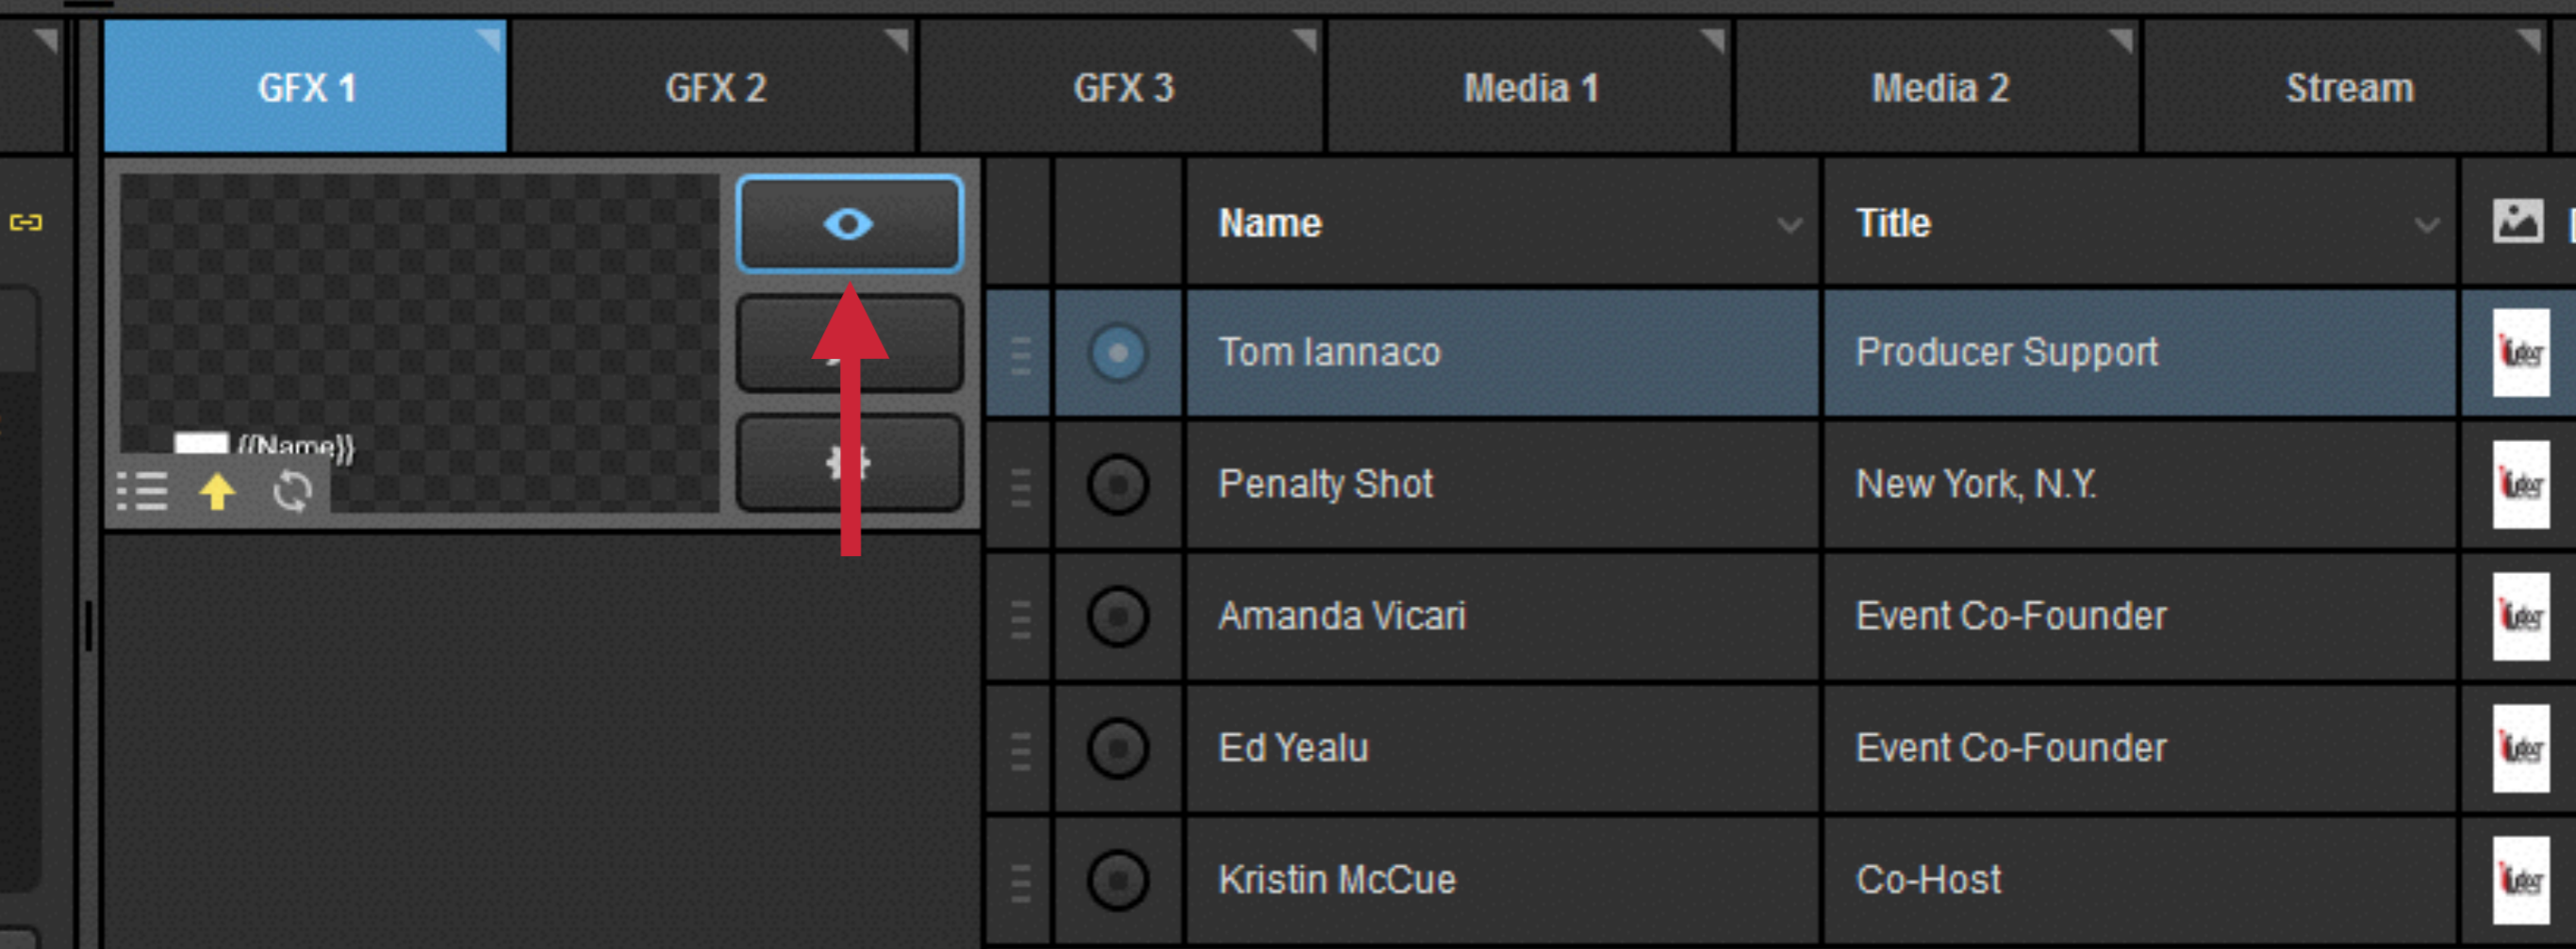 GFX 1 GFX 2 GFX 3 Media 1 Media 2 Stream
Name Title
{{Name}}
Tom Iannaco Producer Support
Penalty Shot New York, N.Y.
Amanda Vicari Event Co-Founder
Ed Yealu Event Co-Founder
Kristin McCue Co-Host